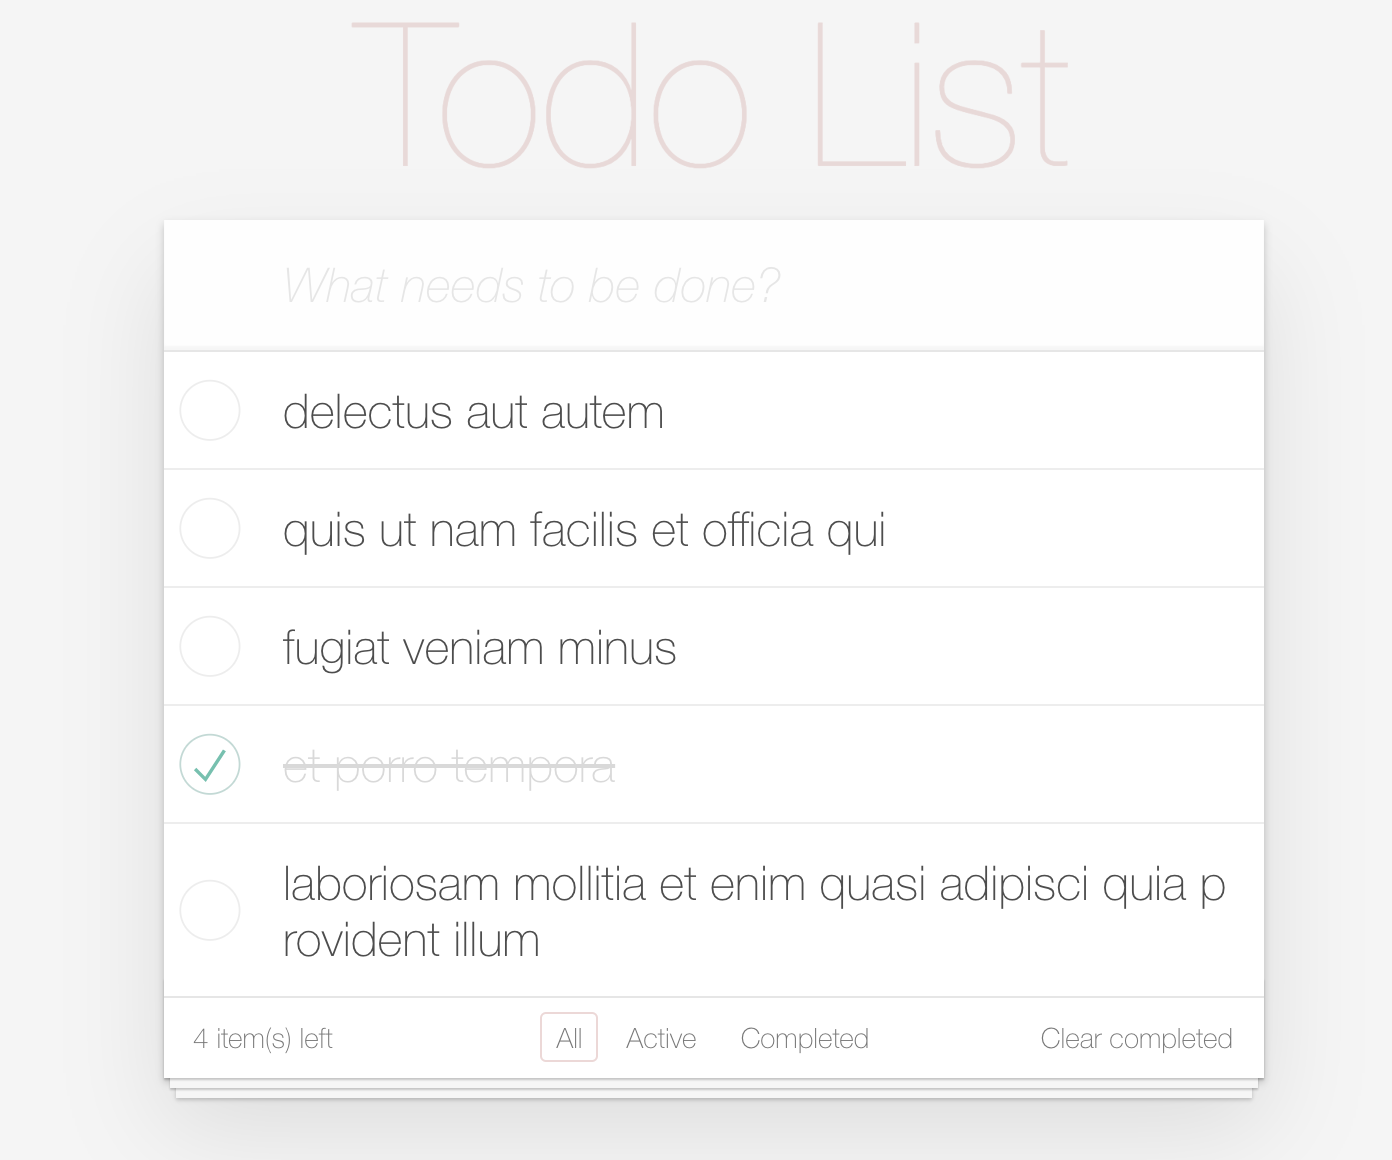 Todo List
What needs to be done?
delectus aut autem
quis ut nam facilis et officia qui
fugiat veniam minus
et porro tempora
laboriosam mollitia et enim quasi adipisci quia p
rovident illum
4 item(s) left All Active Completed Clear completed